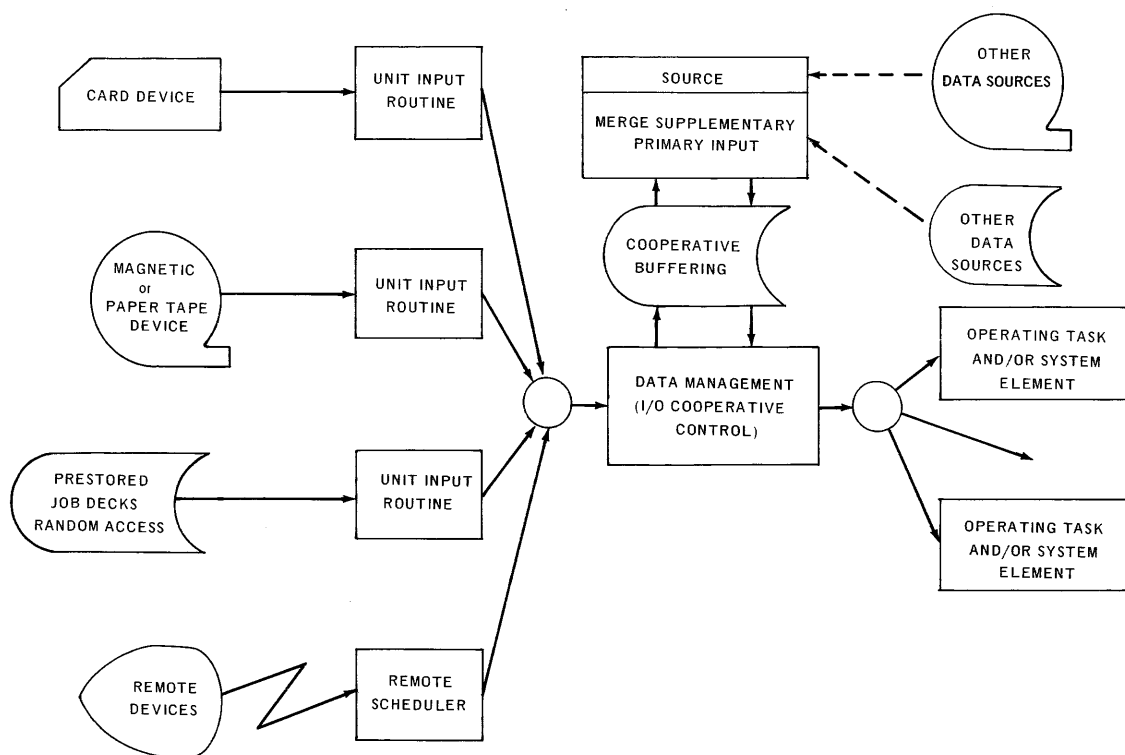 CARD DEVICE
UNIT INPUT
ROUTINE
SOURCE
MERGE SUPPLEMENTARY
PRIMARY INPUT
OTHER
DATA SOURCES
MAGNETIC
or
PAPER TAPE
DEVICE
UNIT INPUT
ROUTINE
COOPERATIVE
BUFFERING
OTHER
DATA
SOURCES
PRESTORED
JOB DECKS
RANDOM ACCESS
UNIT INPUT
ROUTINE
DATA MANAGEMENT
(I/O COOPERATIVE
CONTROL)
OPERATING TASK
AND/OR SYSTEM
ELEMENT
OPERATING TASK
AND/OR SYSTEM
ELEMENT
REMOTE
DEVICES
REMOTE
SCHEDULER